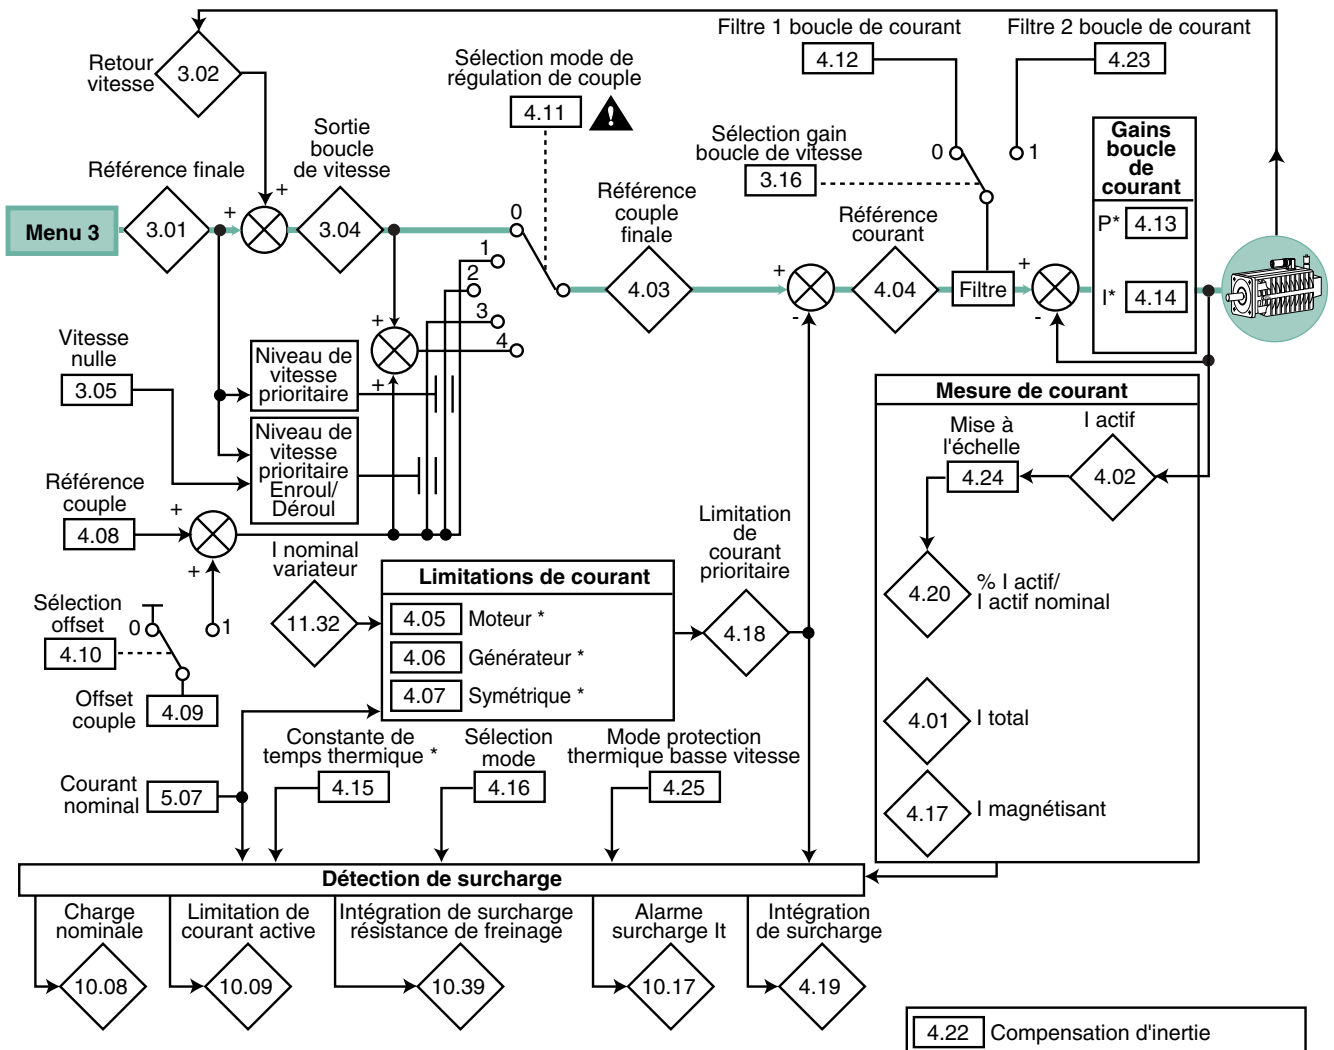 Filtre 1 boucle de courant
Filtre 2 boucle de courant
4.12
4.23
Retour
vitesse
3.02
Sélection mode de
régulation de couple
4.11
!
Sélection gain
boucle de vitesse
3.16
0
1
Gains
boucle
de
courant
P*
4.13
I*
4.14
Référence finale
Sortie
boucle
de vitesse
Menu 3
3.01
+
+
3.04
0
1
2
3
4
Référence
couple
finale
4.03
+
-
Référence
courant
4.04
Filtre
+
-
Vitesse
nulle
3.05
Niveau de
vitesse
prioritaire
+
+
Niveau de
vitesse
prioritaire
Enroul/
Déroul
Référence
couple
4.08
+
+
Mesure de courant
Mise à
l'échelle
4.24
I actif
4.02
4.20
% I actif/
I actif nominal
4.01
I total
4.17
I magnétisant
I nominal
variateur
11.32
Limitations de courant
4.05
Moteur *
4.06
Générateur *
4.07
Symétrique *
Limitation
de
courant
prioritaire
4.18
Sélection
offset
4.10
0
1
Offset
couple
4.09
Courant
nominal
5.07
Constante de
temps thermique *
4.15
Sélection
mode
4.16
Mode protection
thermique basse vitesse
4.25
Détection de surcharge
Charge
nominale
10.08
Limitation de
courant active
10.09
Intégration de surcharge
résistance de freinage
10.39
Alarme
surcharge It
10.17
Intégration
de surcharge
4.19
4.22
Compensation d'inertie